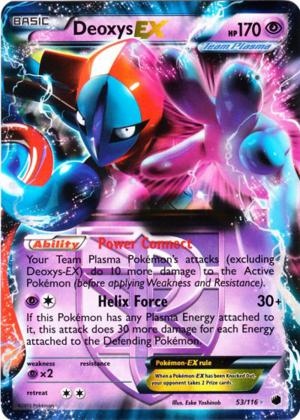 BASIC
Deoxys EX
HP 170
Team Plasma
Ability Power Connect
Your Team Plasma Pokémon's attacks (excluding
Deoxys-EX) do 10 more damage to the Active
Pokémon (before applying Weakness and Resistance).
Helix Force 30+
If this Pokémon has any Plasma Energy attached to
it, this attack does 30 more damage for each Energy
attached to the Defending Pokémon.
weakness
×2
resistance
retreat
Pokémon-EX rule
When a Pokémon-EX has been Knocked Out,
your opponent takes 2 Prize cards.
©2013 Pokémon
Illus. Eske Yoshinob
53/116